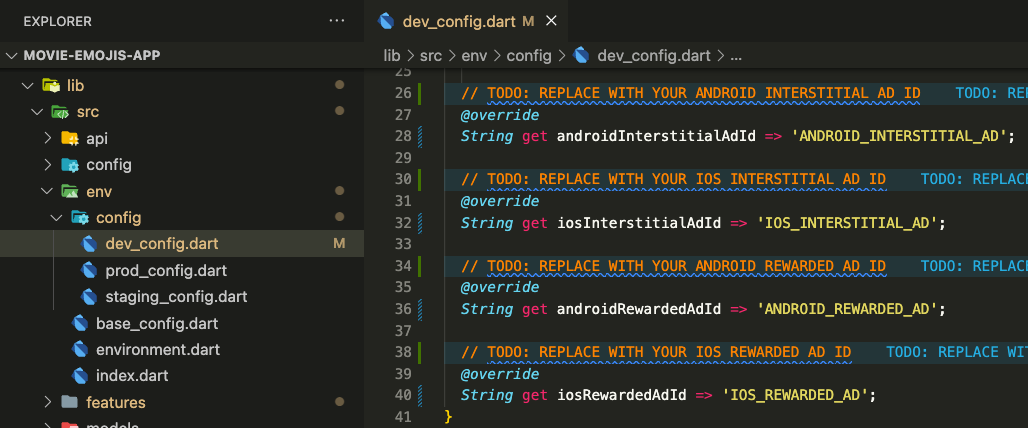 EXPLORER
...
MOVIE-EMOJIS-APP
lib
src
api
config
env
config
dev_config.dart M
prod_config.dart
staging_config.dart
base_config.dart
environment.dart
index.dart
features
models
dev_config.dart M ×
lib > src > env > config > dev_config.dart > ...
25
26 // TODO: REPLACE WITH YOUR ANDROID INTERSTITIAL AD ID TODO: REP
27 @override
28 String get androidInterstitialAdId => 'ANDROID_INTERSTITIAL_AD';
29
30 // TODO: REPLACE WITH YOUR IOS INTERSTITIAL AD ID TODO: REPLACE
31 @override
32 String get iosInterstitialAdId => 'IOS_INTERSTITIAL_AD';
33
34 // TODO: REPLACE WITH YOUR ANDROID REWARDED AD ID TODO: REPLACE
35 @override
36 String get androidRewardedAdId => 'ANDROID_REWARDED_AD';
37
38 // TODO: REPLACE WITH YOUR IOS REWARDED AD ID TODO: REPLACE WIT
39 @override
40 String get iosRewardedAdId => 'IOS_REWARDED_AD';
41 }